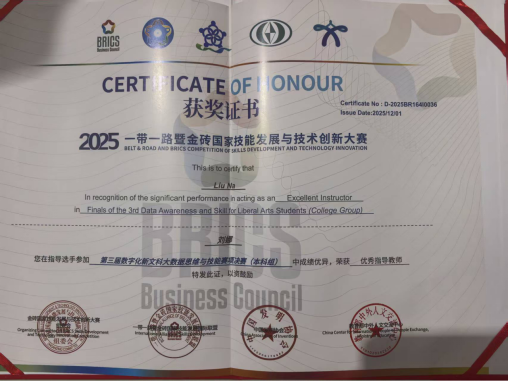 BRICS
Business Council
CERTIFICATE OF HONOUR
获奖证书
Certificate No : D-2025BR1640036
Issue Date:2025/12/01
2025 一带一路暨金砖国家技能发展与技术创新大赛
BELT & ROAD AND BRICS COMPETITION OF SKILLS DEVELOPMENT AND TECHNOLOGY INNOVATION
This is to certify that
Liu Na
In recognition of the significant performance in acting as an Excellent Instructor
in Finals of the 3rd Data Awareness and Skill for Liberal Arts Students (College Group)
刘娜
您在指导选手参加 第三届数字化新文科大数据思维与技能赛项决赛（本科组） 中成绩优异，荣获 优秀指导教师
特发此证，以资鼓励
BRICS
Business Council
组委会